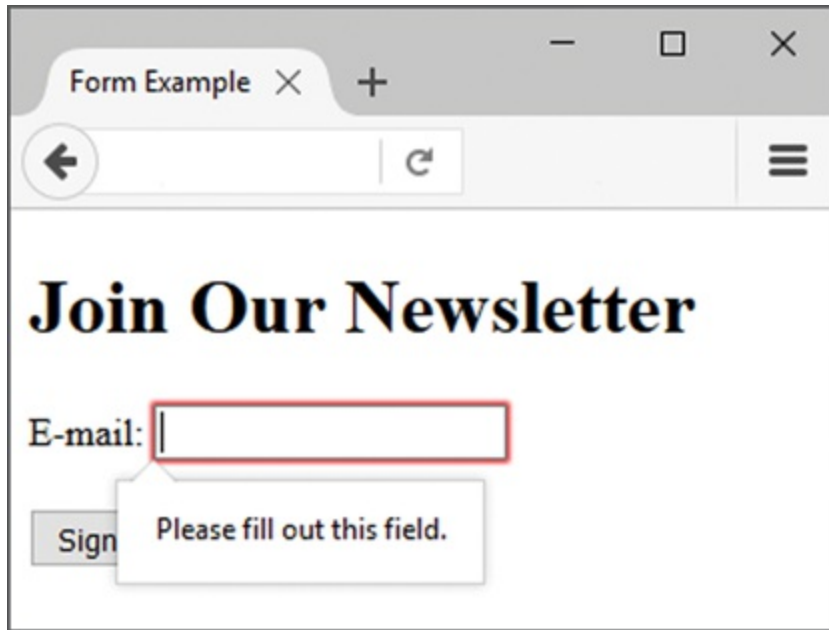 Form Example
Join Our Newsletter
E-mail:
Please fill out this field.
Sign